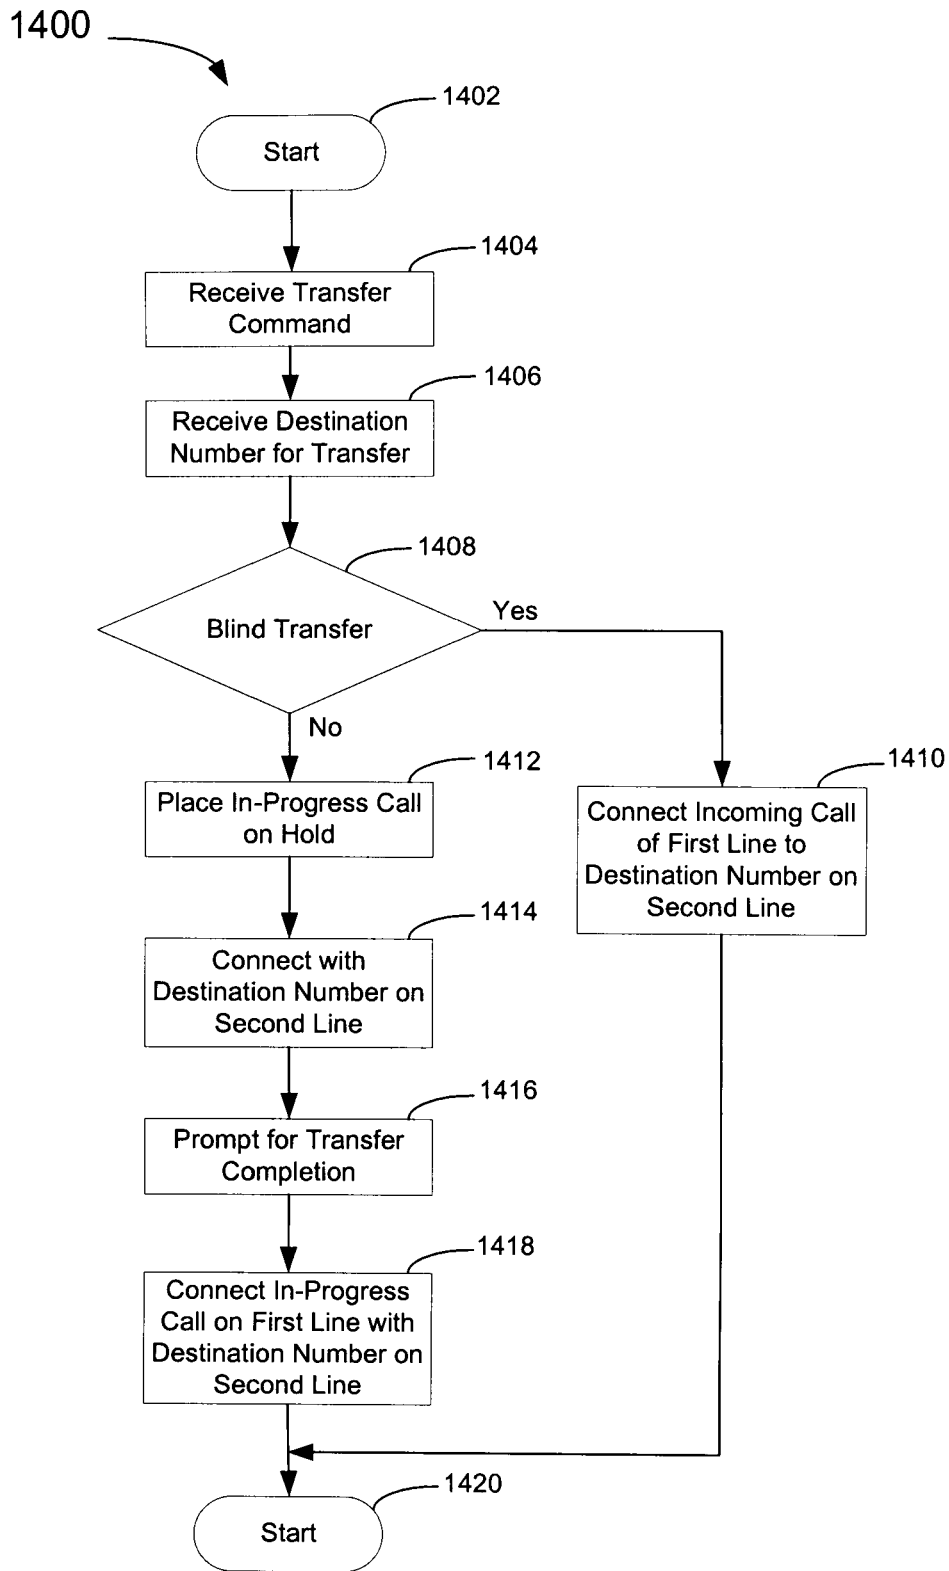 1400
1402
Start
1404
Receive Transfer
Command
1406
Receive Destination
Number for Transfer
1408
Blind Transfer
Yes
No
1412
Place In-Progress Call
on Hold
1410
Connect Incoming Call
of First Line to
Destination Number on
Second Line
1414
Connect with
Destination Number on
Second Line
1416
Prompt for Transfer
Completion
1418
Connect In-Progress
Call on First Line with
Destination Number on
Second Line
1420
Start